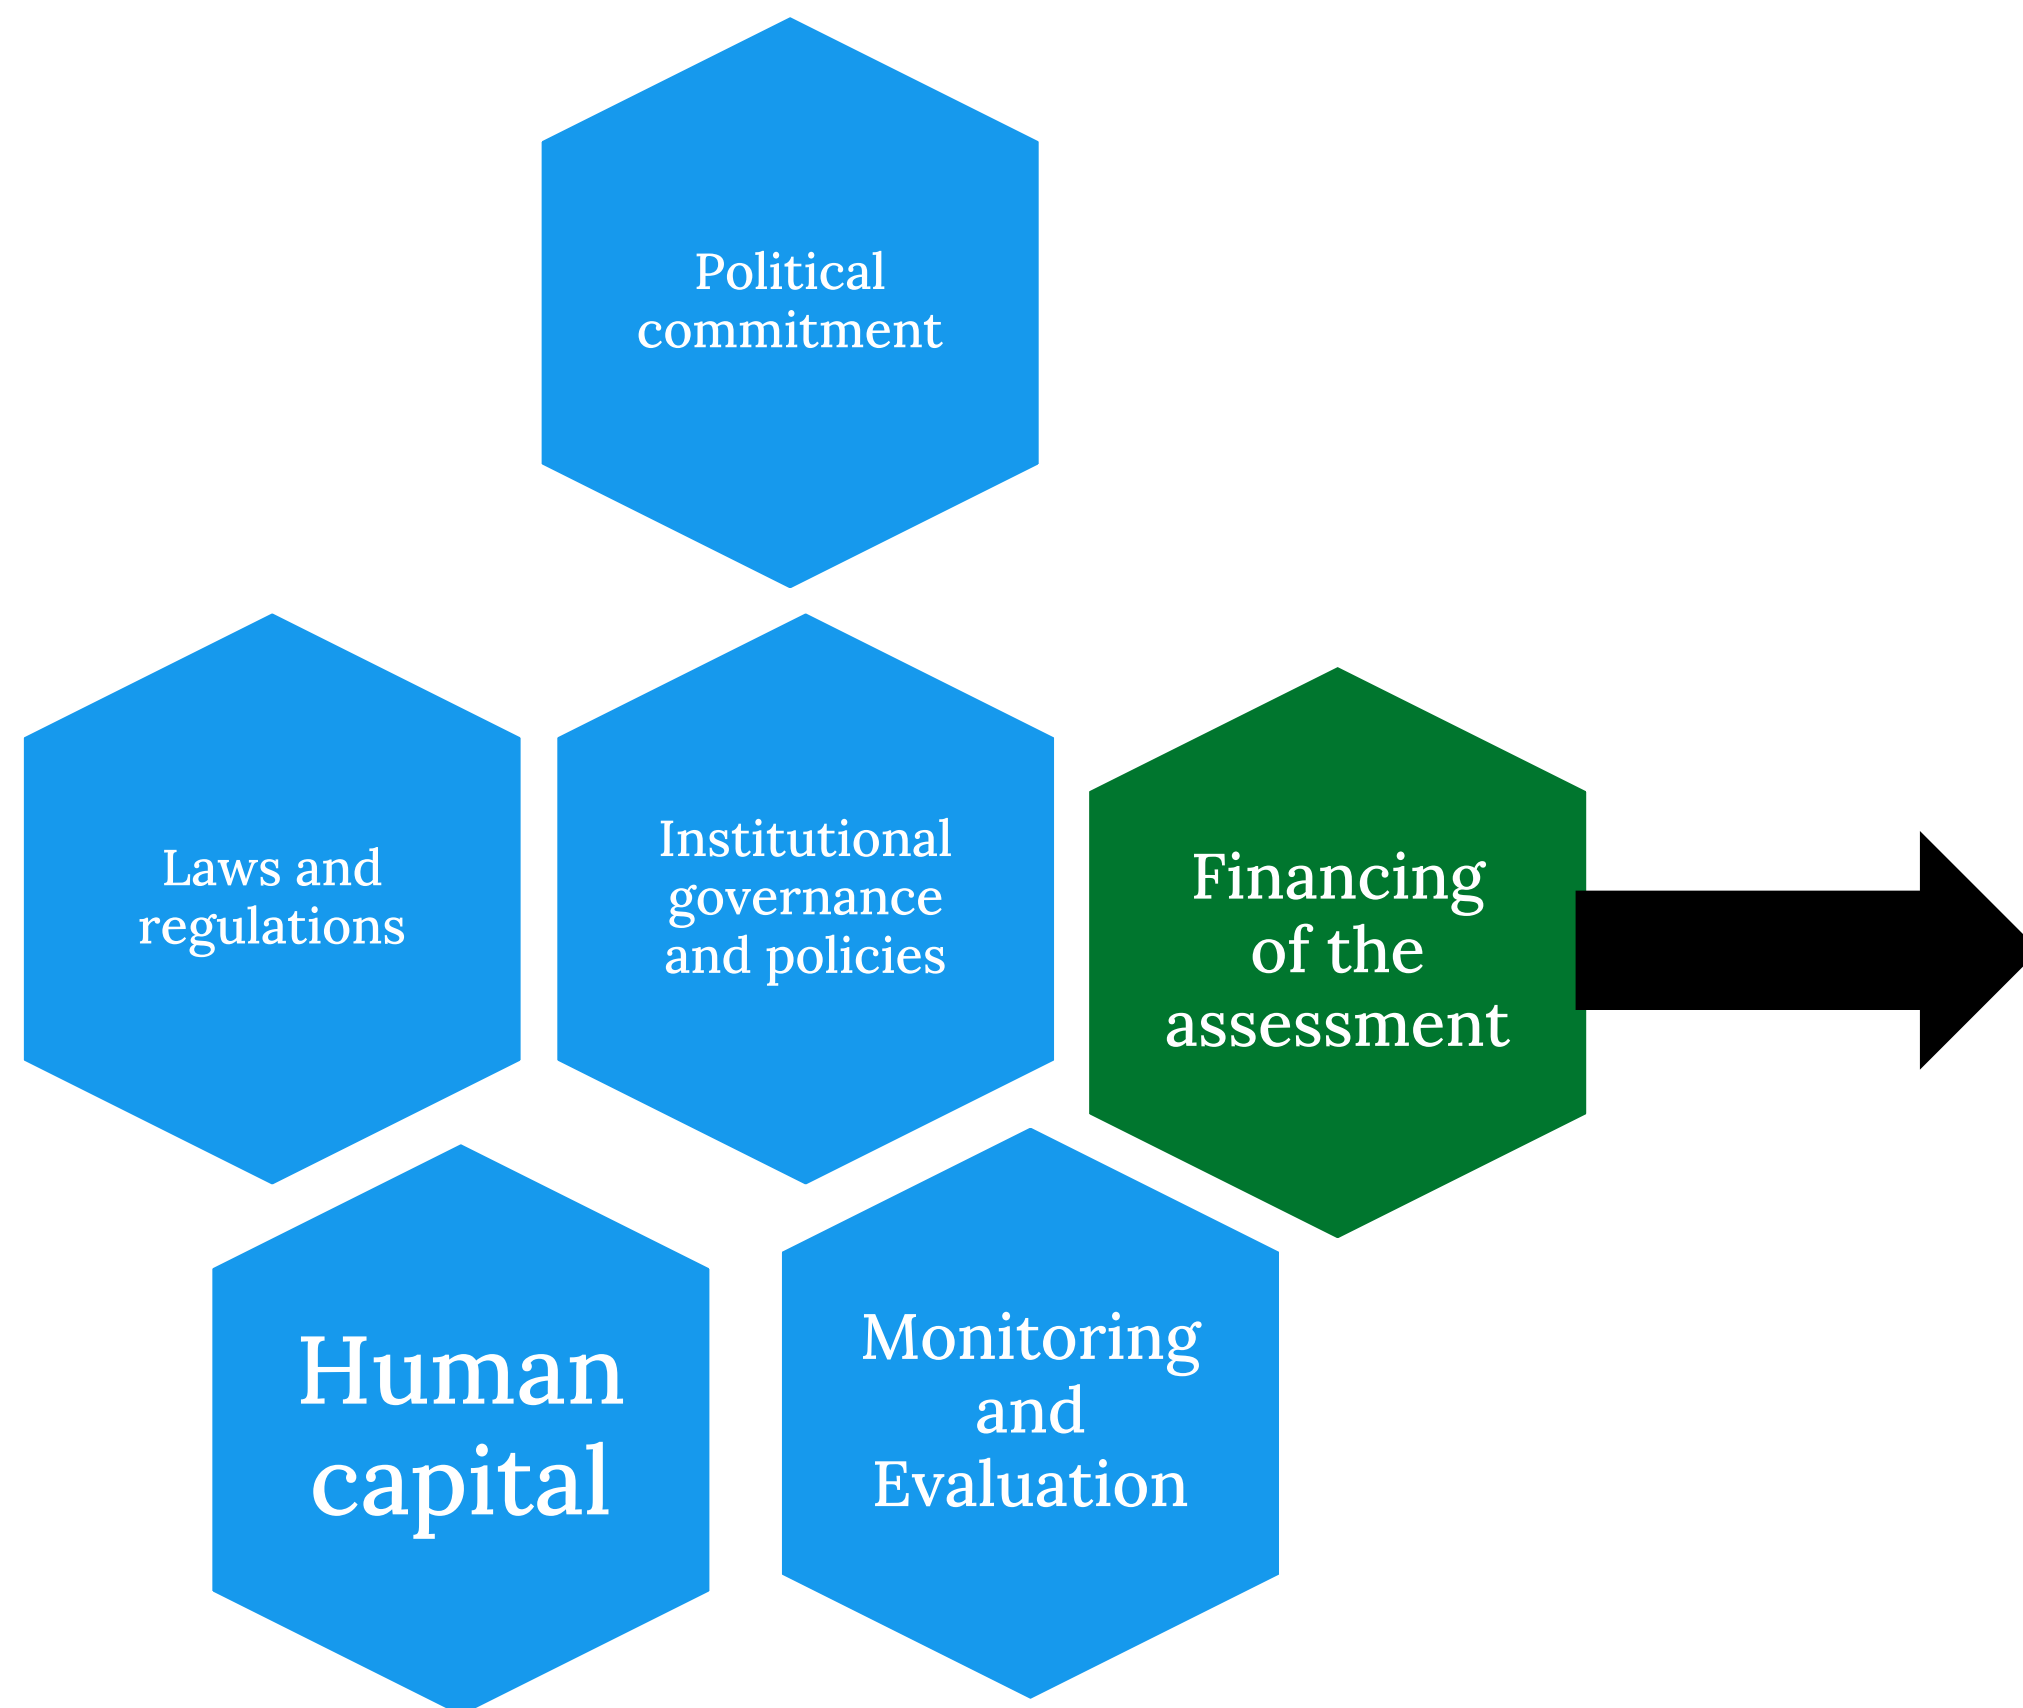 Political
commitment
Laws and
regulations
Institutional
governance
and policies
Financing
of the
assessment
Human
capital
Monitoring
and
Evaluation